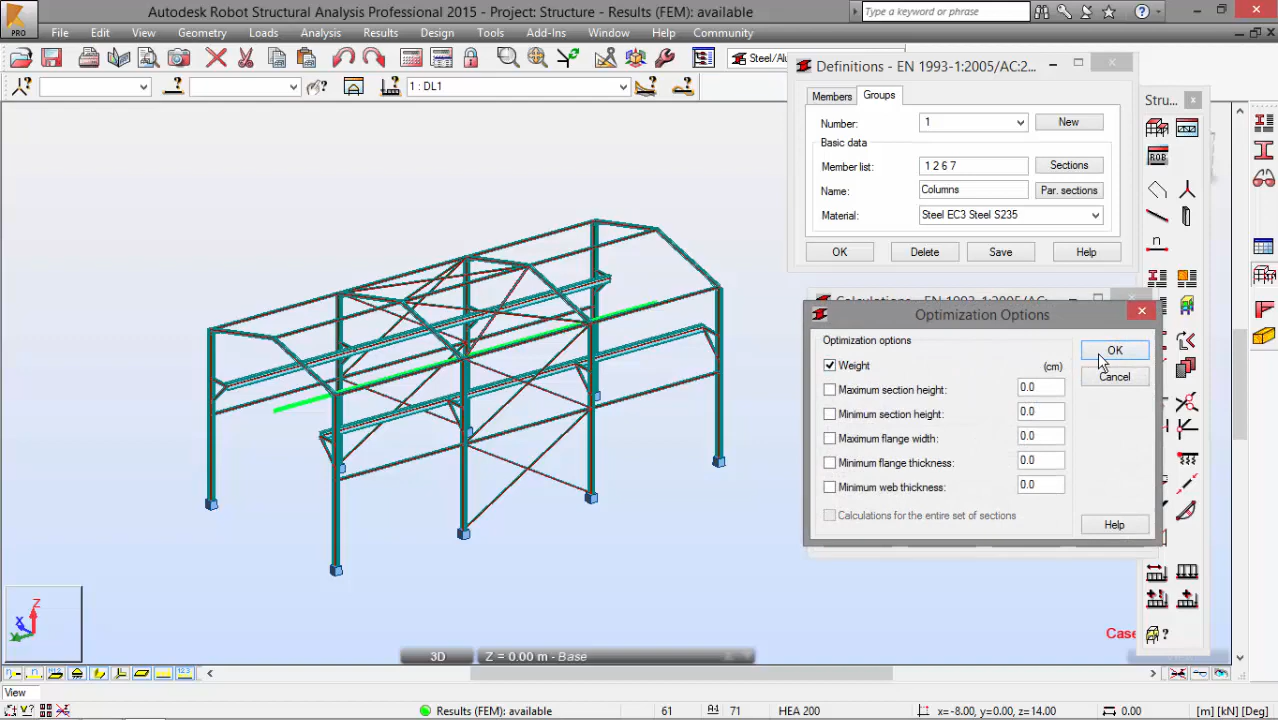 PRO
Autodesk Robot Structural Analysis Professional 2015 - Project: Structure - Results (FEM): available
Type a keyword or phrase
File Edit View Geometry Loads Analysis Results Design Tools Add-Ins Window Help Community
Steel/Al
1 : DL1
Definitions - EN 1993-1:2005/AC:2...
Members Groups
Number: 1 New
Basic data
Member list: 1 2 6 7 Sections
Name: Columns Par. sections
Material: Steel EC3 Steel S235
OK Delete Save Help
Stru...
ROB
Optimization Options
Optimization options
OK
Weight (cm)
Cancel
Maximum section height: 0.0
Minimum section height: 0.0
Maximum flange width: 0.0
Minimum flange thickness: 0.0
Minimum web thickness: 0.0
Calculations for the entire set of sections
Help
Z
X
Y
Case
3D Z = 0.00 m - Base
View
Results (FEM): available 61 71 HEA 200 x=-8.00, y=0.00, z=14.00 0.00 [m] [kN] [Deg]